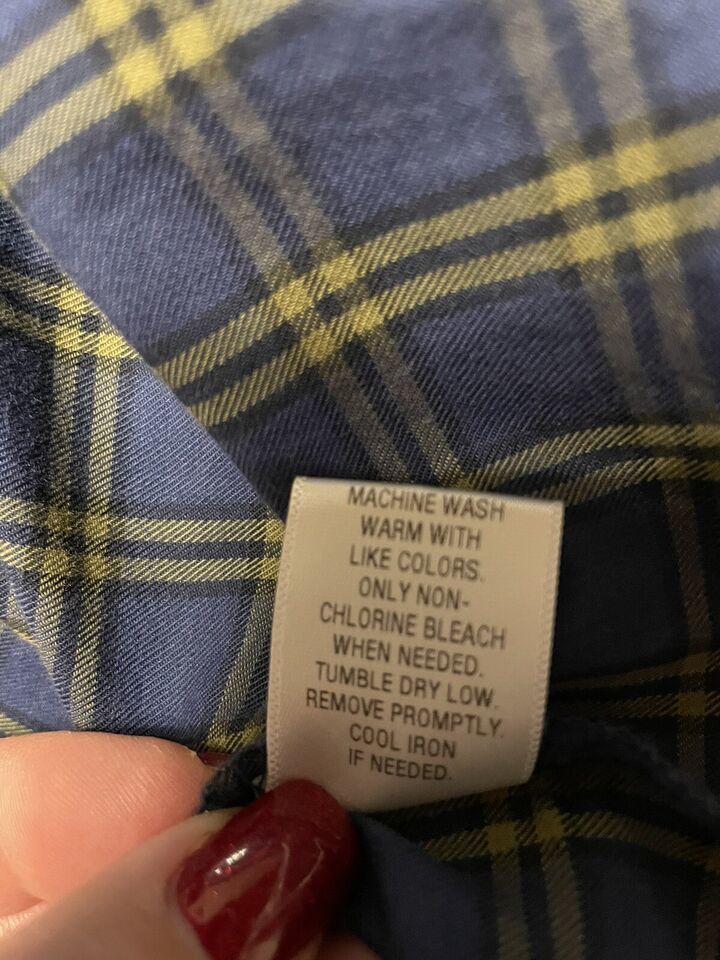 MACHINE WASH
WARM WITH
LIKE COLORS.
ONLY NON-
CHLORINE BLEACH
WHEN NEEDED.
TUMBLE DRY LOW.
REMOVE PROMPTLY.
COOL IRON
IF NEEDED.